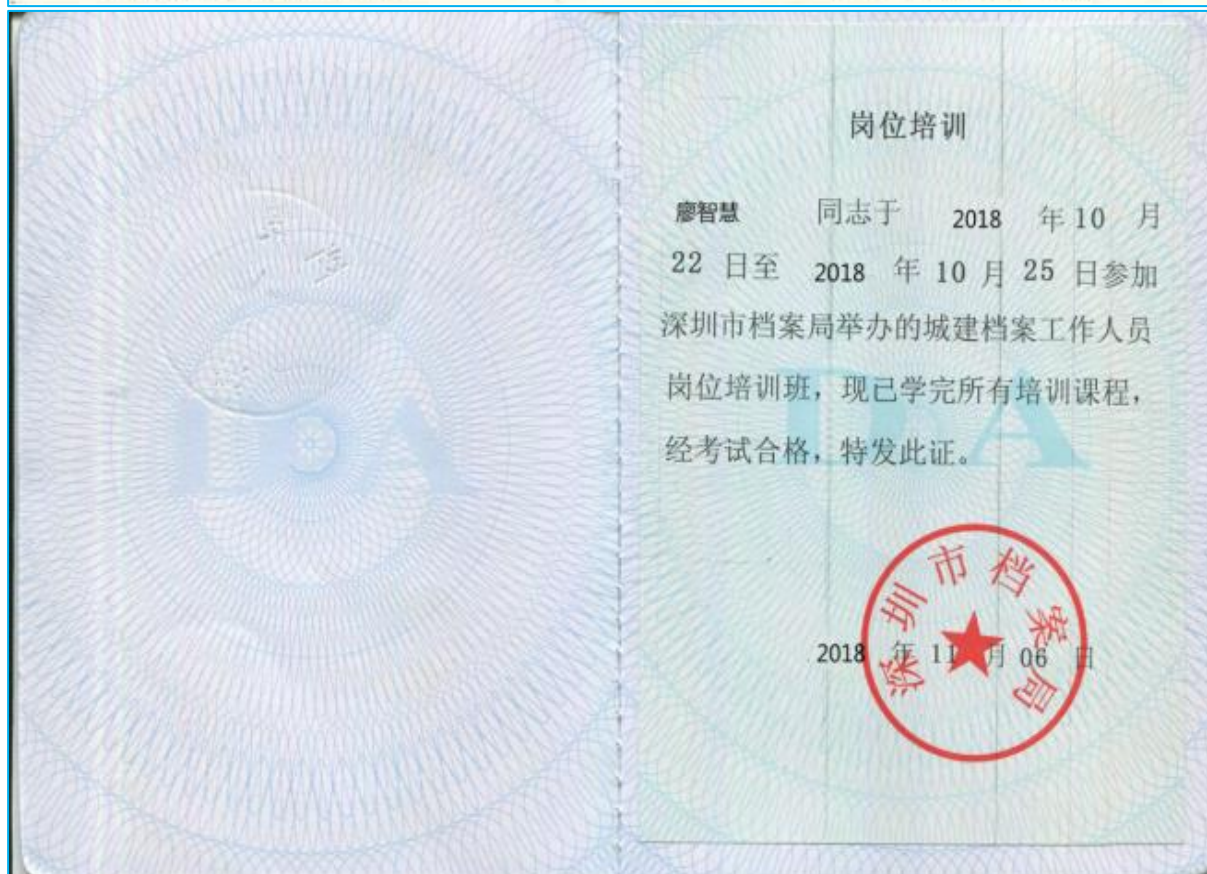 岗位培训
廖智慧 同志于 2018 年 10 月
22 日至 2018 年 10 月 25 日参加
深圳市档案局举办的城建档案工作人员
岗位培训班，现已学完所有培训课程，
经考试合格，特发此证。
深圳市档案局
2018 年 11 月 06 日